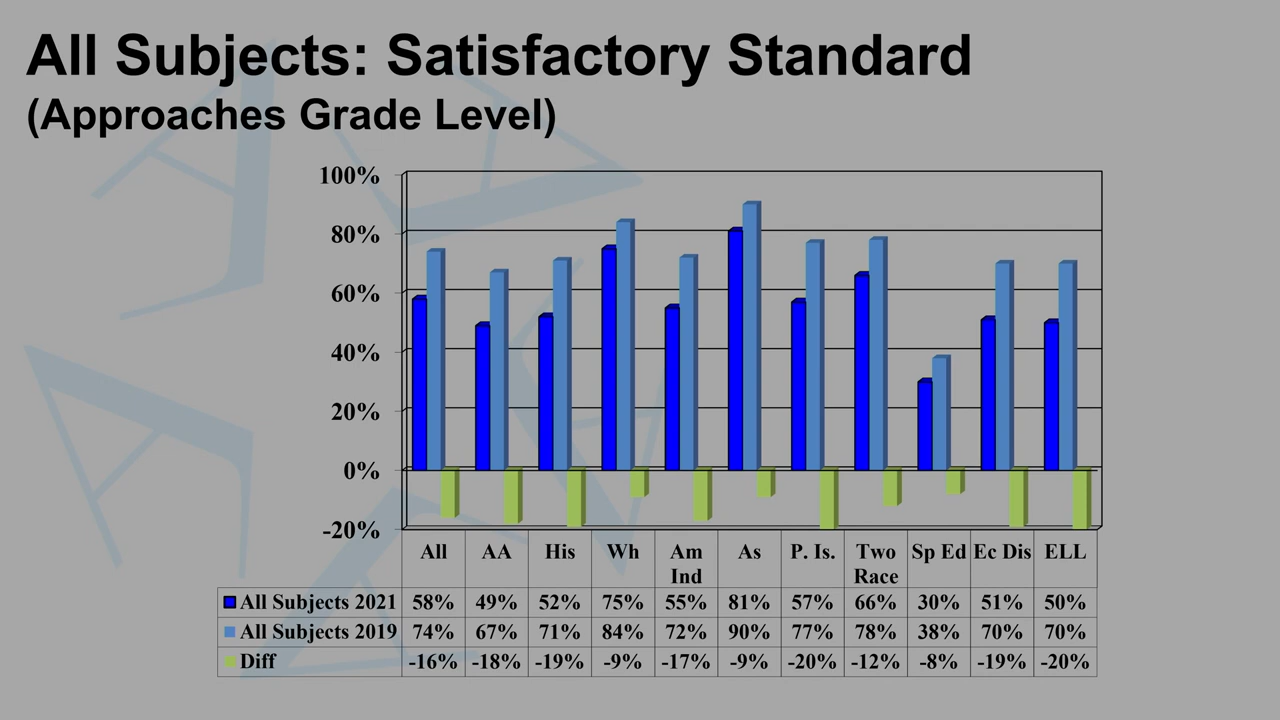 All Subjects: Satisfactory Standard
(Approaches Grade Level)
100%
80%
60%
40%
20%
0%
-20%
All AA His Wh Am Ind As P. Is. Two Race Sp Ed Ec Dis ELL
All Subjects 2021 58% 49% 52% 75% 55% 81% 57% 66% 30% 51% 50%
All Subjects 2019 74% 67% 71% 84% 72% 90% 77% 78% 38% 70% 70%
Diff -16% -18% -19% -9% -17% -9% -20% -12% -8% -19% -20%